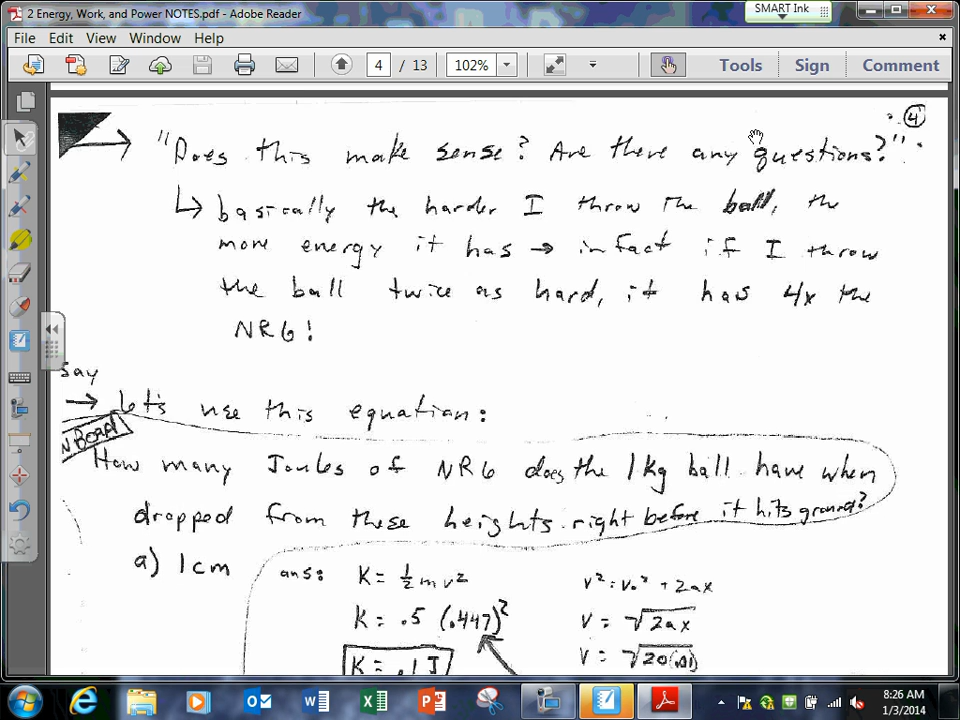 2 Energy, Work, and Power NOTES.pdf - Adobe Reader
SMART Ink
File Edit View Window Help
4 / 13 102% Tools Sign Comment
4
"Does this make sense? Are there any questions?"
↳ basically the harder I throw the ball, the
more energy it has → infact if I throw
the ball twice as hard, it has 4x the
NRG!
say
→ Let's use this equation:
N BOARD
How many Joules of NRG does the 1kg ball have when
dropped from these heights right before it hits ground?
a) 1cm
ans: K = ½mv² v² = v₀² + 2ax
K = .5 (.447)² v = √2ax
K = .1 J v = √20(.01)
8:26 AM
1/3/2014